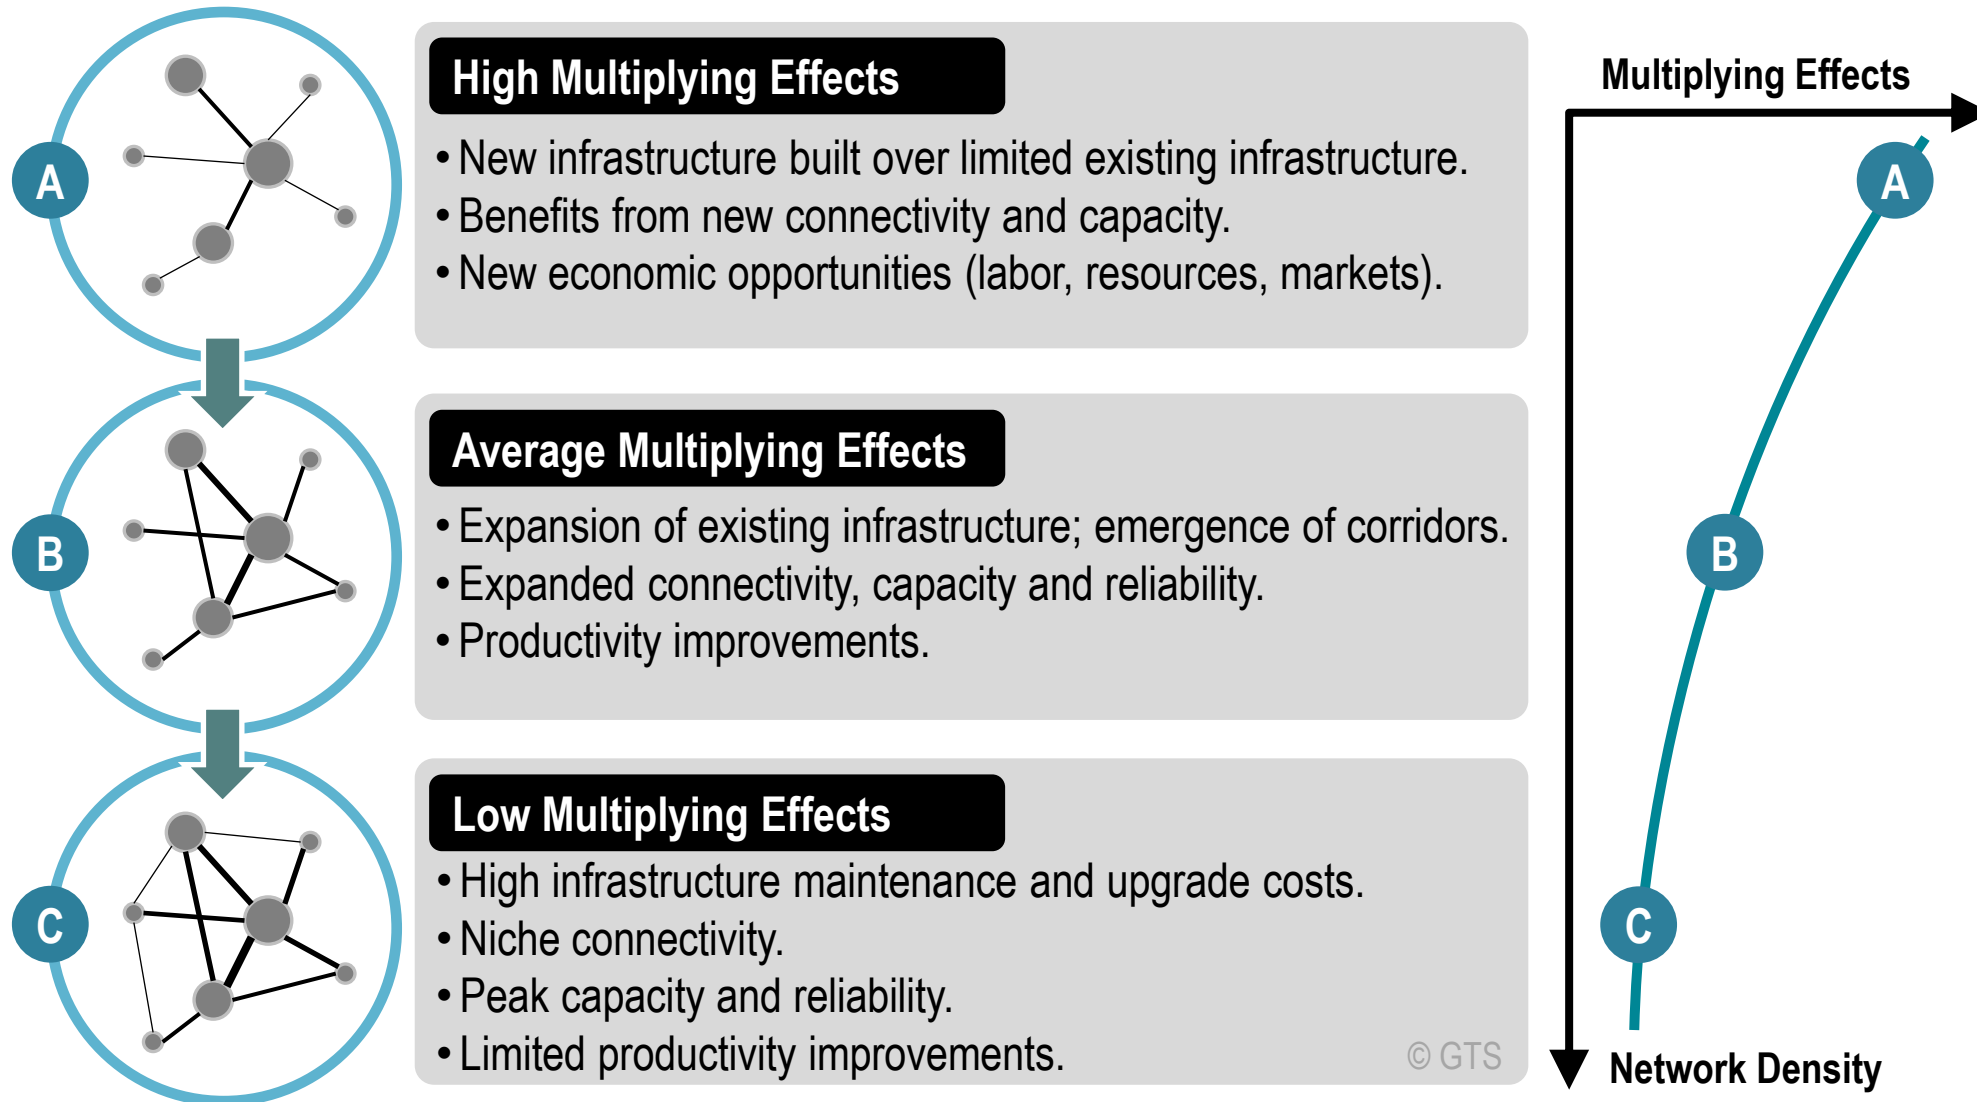 A
High Multiplying Effects
• New infrastructure built over limited existing infrastructure.
• Benefits from new connectivity and capacity.
• New economic opportunities (labor, resources, markets).
B
Average Multiplying Effects
• Expansion of existing infrastructure; emergence of corridors.
• Expanded connectivity, capacity and reliability.
• Productivity improvements.
C
Low Multiplying Effects
• High infrastructure maintenance and upgrade costs.
• Niche connectivity.
• Peak capacity and reliability.
• Limited productivity improvements.
© GTS
Multiplying Effects
A
B
C
Network Density